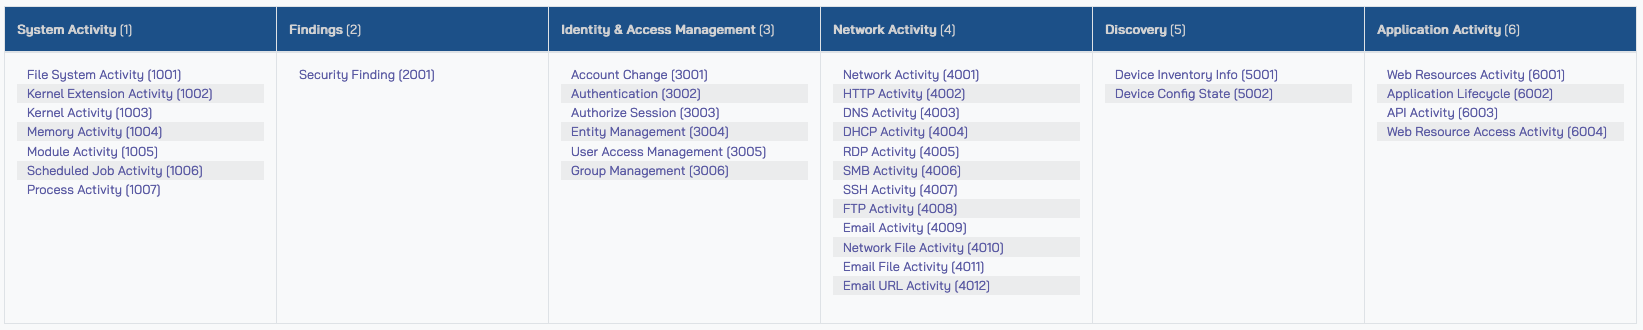 System Activity [1]
File System Activity [1001]
Kernel Extension Activity [1002]
Kernel Activity [1003]
Memory Activity [1004]
Module Activity [1005]
Scheduled Job Activity [1006]
Process Activity [1007]
Findings [2]
Security Finding [2001]
Identity & Access Management [3]
Account Change [3001]
Authentication [3002]
Authorize Session [3003]
Entity Management [3004]
User Access Management [3005]
Group Management [3006]
Network Activity [4]
Network Activity [4001]
HTTP Activity [4002]
DNS Activity [4003]
DHCP Activity [4004]
RDP Activity [4005]
SMB Activity [4006]
SSH Activity [4007]
FTP Activity [4008]
Email Activity [4009]
Network File Activity [4010]
Email File Activity [4011]
Email URL Activity [4012]
Discovery [5]
Device Inventory Info [5001]
Device Config State [5002]
Application Activity [6]
Web Resources Activity [6001]
Application Lifecycle [6002]
API Activity [6003]
Web Resource Access Activity [6004]